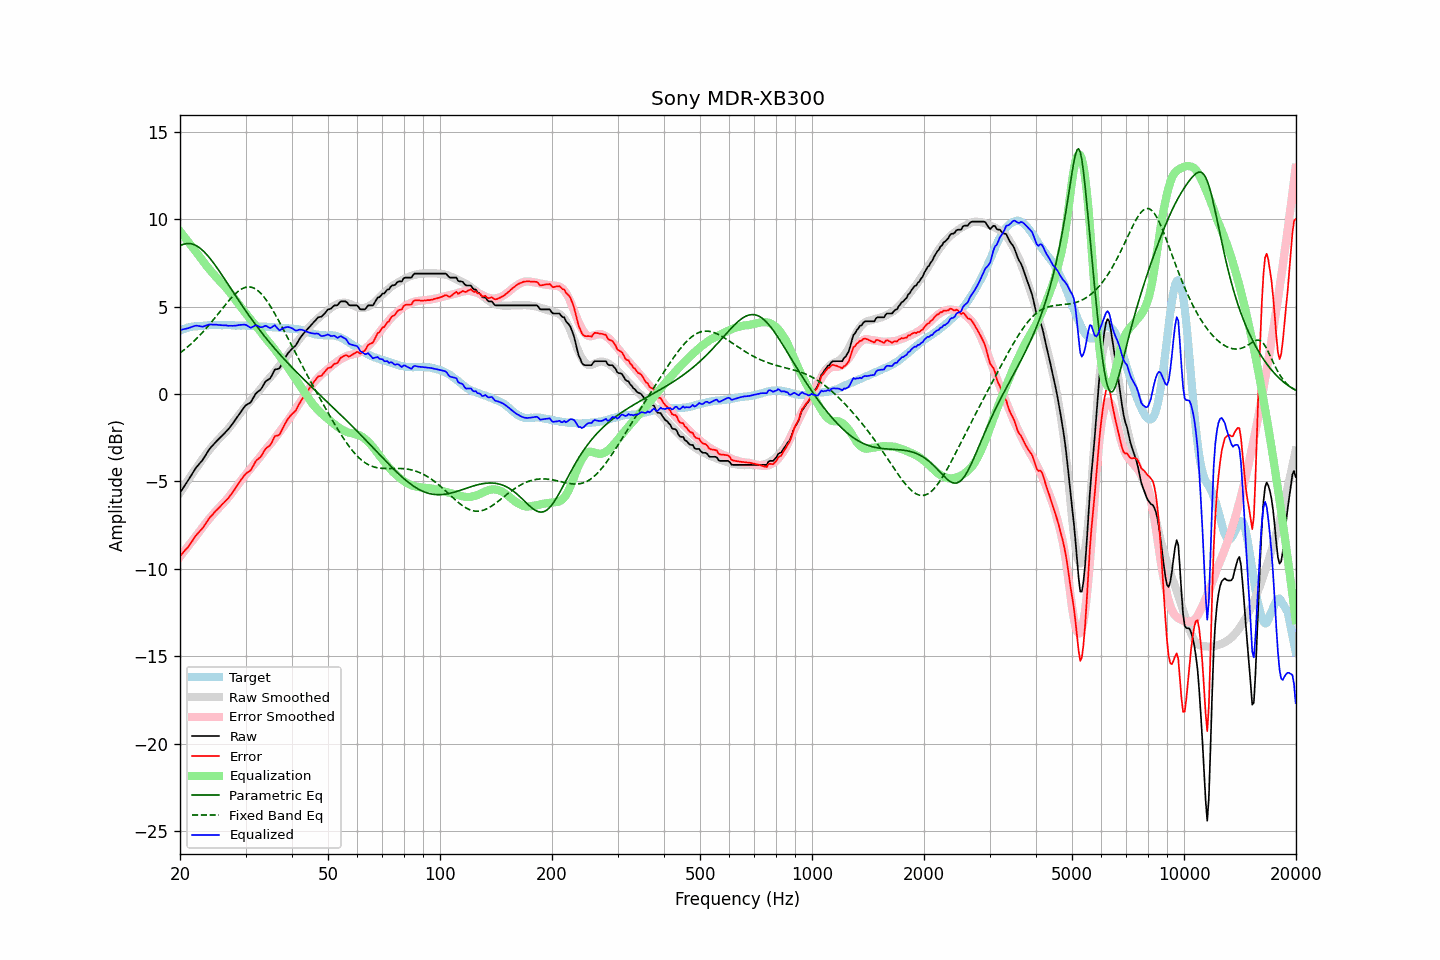 Sony MDR-XB300
Amplitude (dBr)
15
10
5
0
−5
−10
−15
−20
−25
Target
Raw Smoothed
Error Smoothed
Raw
Error
Equalization
Parametric Eq
Fixed Band Eq
Equalized
20 50 100 200 500 1000 2000 5000 10000 20000
Frequency (Hz)